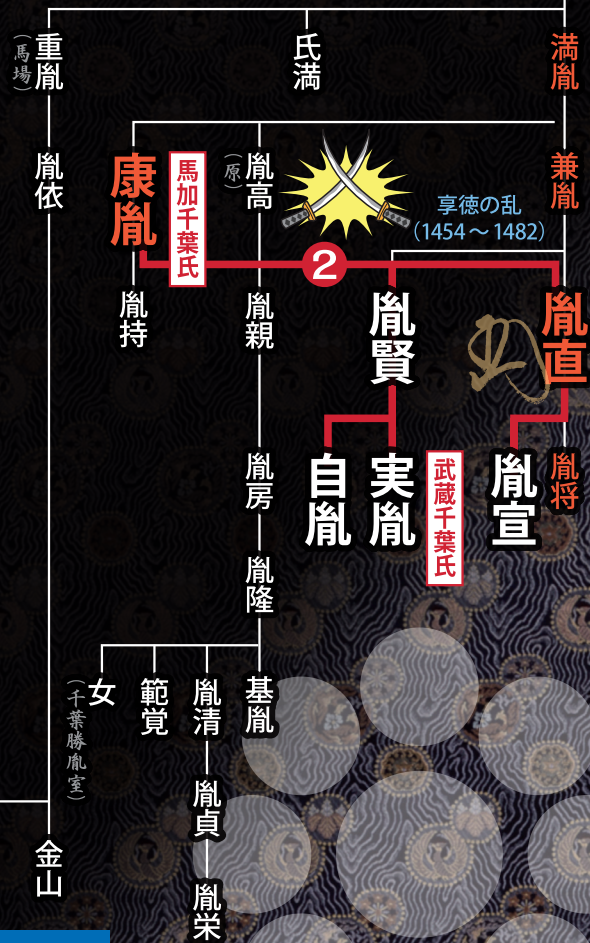 満胤
氏満
重胤
（馬場）
兼胤
享徳の乱
（1454～1482）
胤高
（原）
馬加千葉氏
康胤
胤依
2
胤直
胤賢
胤親
胤持
胤将
胤宣
武蔵千葉氏
実胤
自胤
胤房
胤隆
基胤
胤清
範覚
女
（千葉勝胤室）
胤貞
金山
胤栄